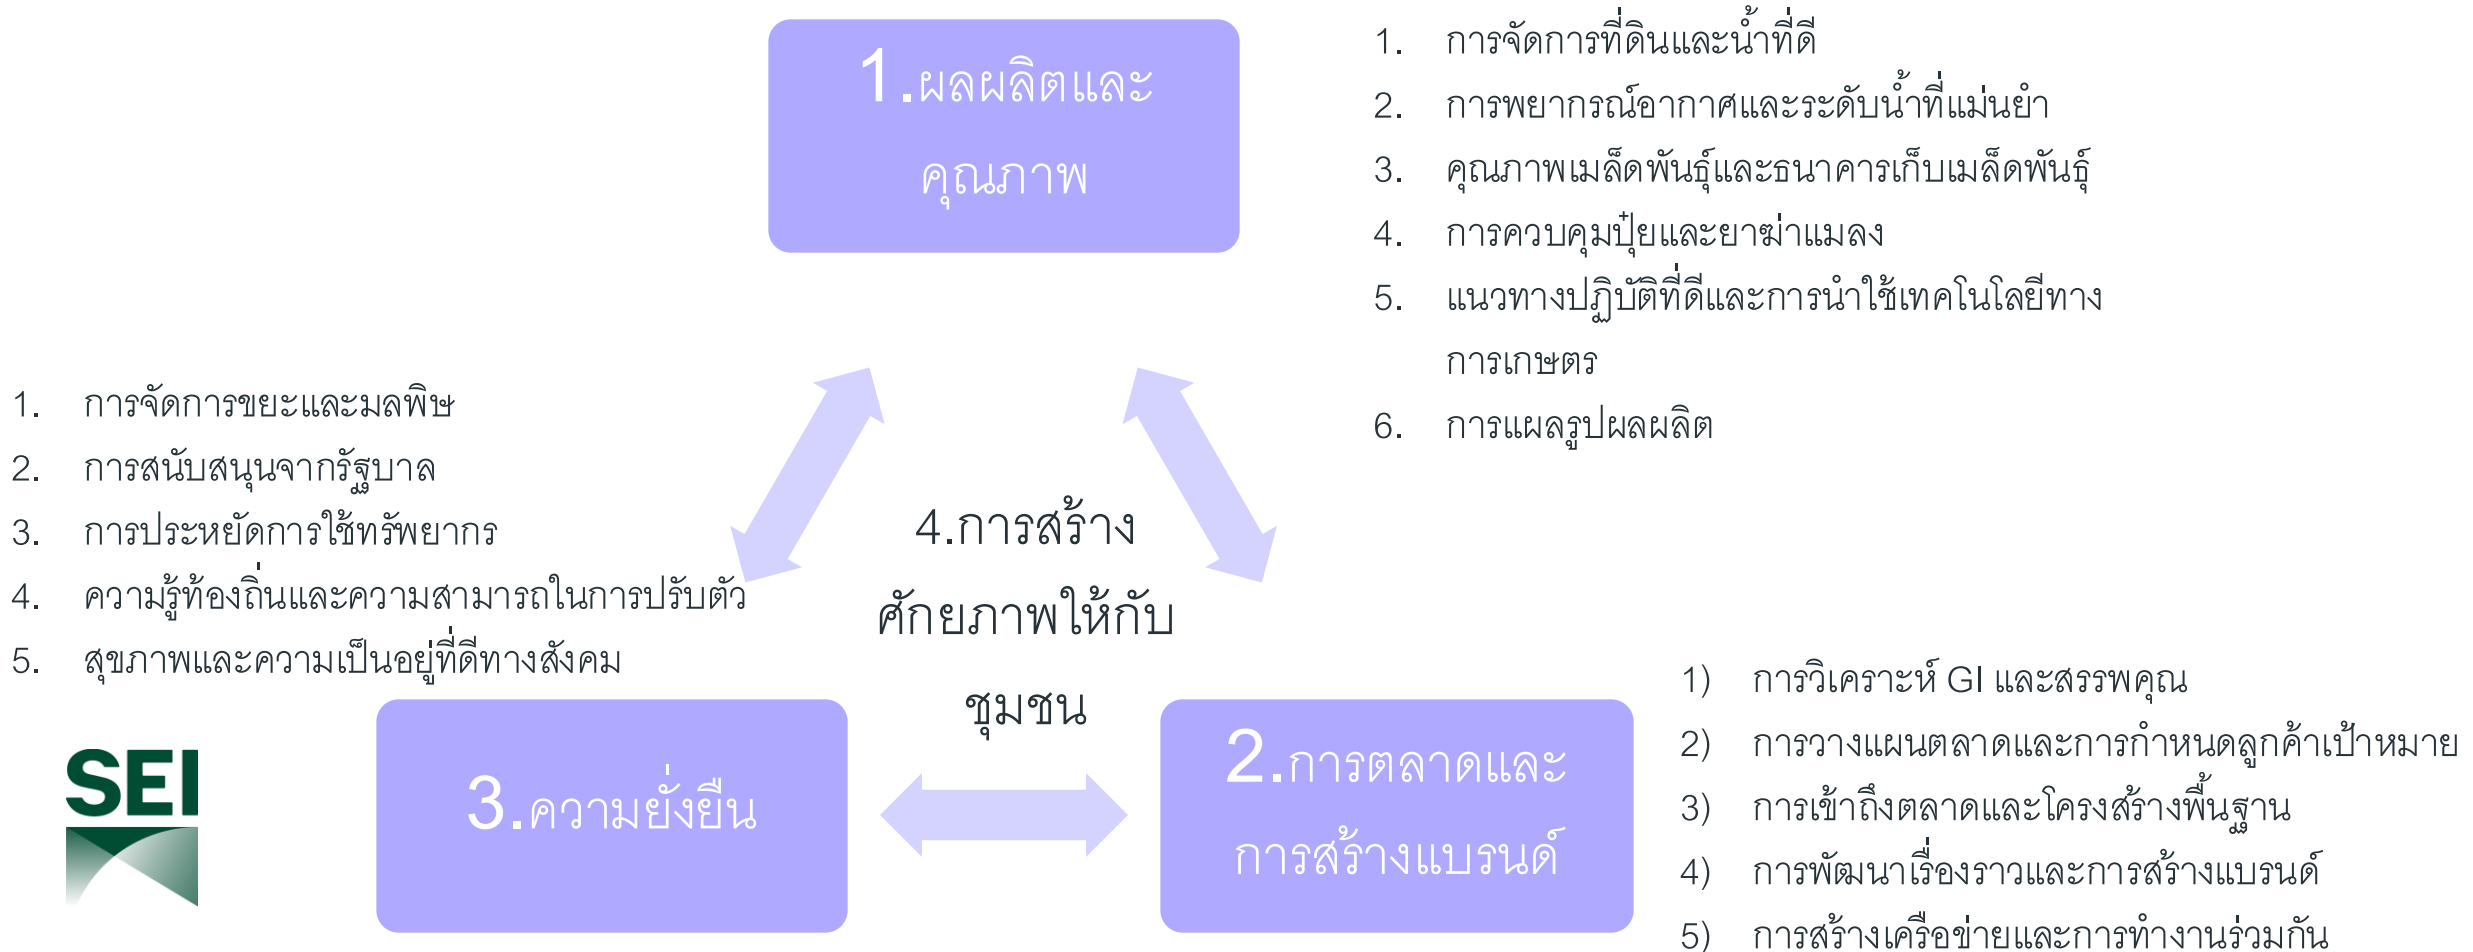 1.ผลผลิตและ
คุณภาพ
1. การจัดการที่ดินและน้ำที่ดี
2. การพยากรณ์อากาศและระดับน้ำที่แม่นยำ
3. คุณภาพเมล็ดพันธุ์และธนาคารเก็บเมล็ดพันธุ์
4. การควบคุมปุ๋ยและยาฆ่าแมลง
5. แนวทางปฏิบัติที่ดีและการนำใช้เทคโนโลยีทาง
การเกษตร
6. การแผลรูปผลผลิต
1. การจัดการขยะและมลพิษ
2. การสนับสนุนจากรัฐบาล
3. การประหยัดการใช้ทรัพยากร
4. ความรู้ท้องถิ่นและความสามารถในการปรับตัว
5. สุขภาพและความเป็นอยู่ที่ดีทางสังคม
4.การสร้าง
ศักยภาพให้กับ
ชุมชน
3.ความยั่งยืน
2.การตลาดและ
การสร้างแบรนด์
1) การวิเคราะห์ GI และสรรพคุณ
2) การวางแผนตลาดและการกำหนดลูกค้าเป้าหมาย
3) การเข้าถึงตลาดและโครงสร้างพื้นฐาน
4) การพัฒนาเรื่องราวและการสร้างแบรนด์
5) การสร้างเครือข่ายและการทำงานร่วมกัน
SEI